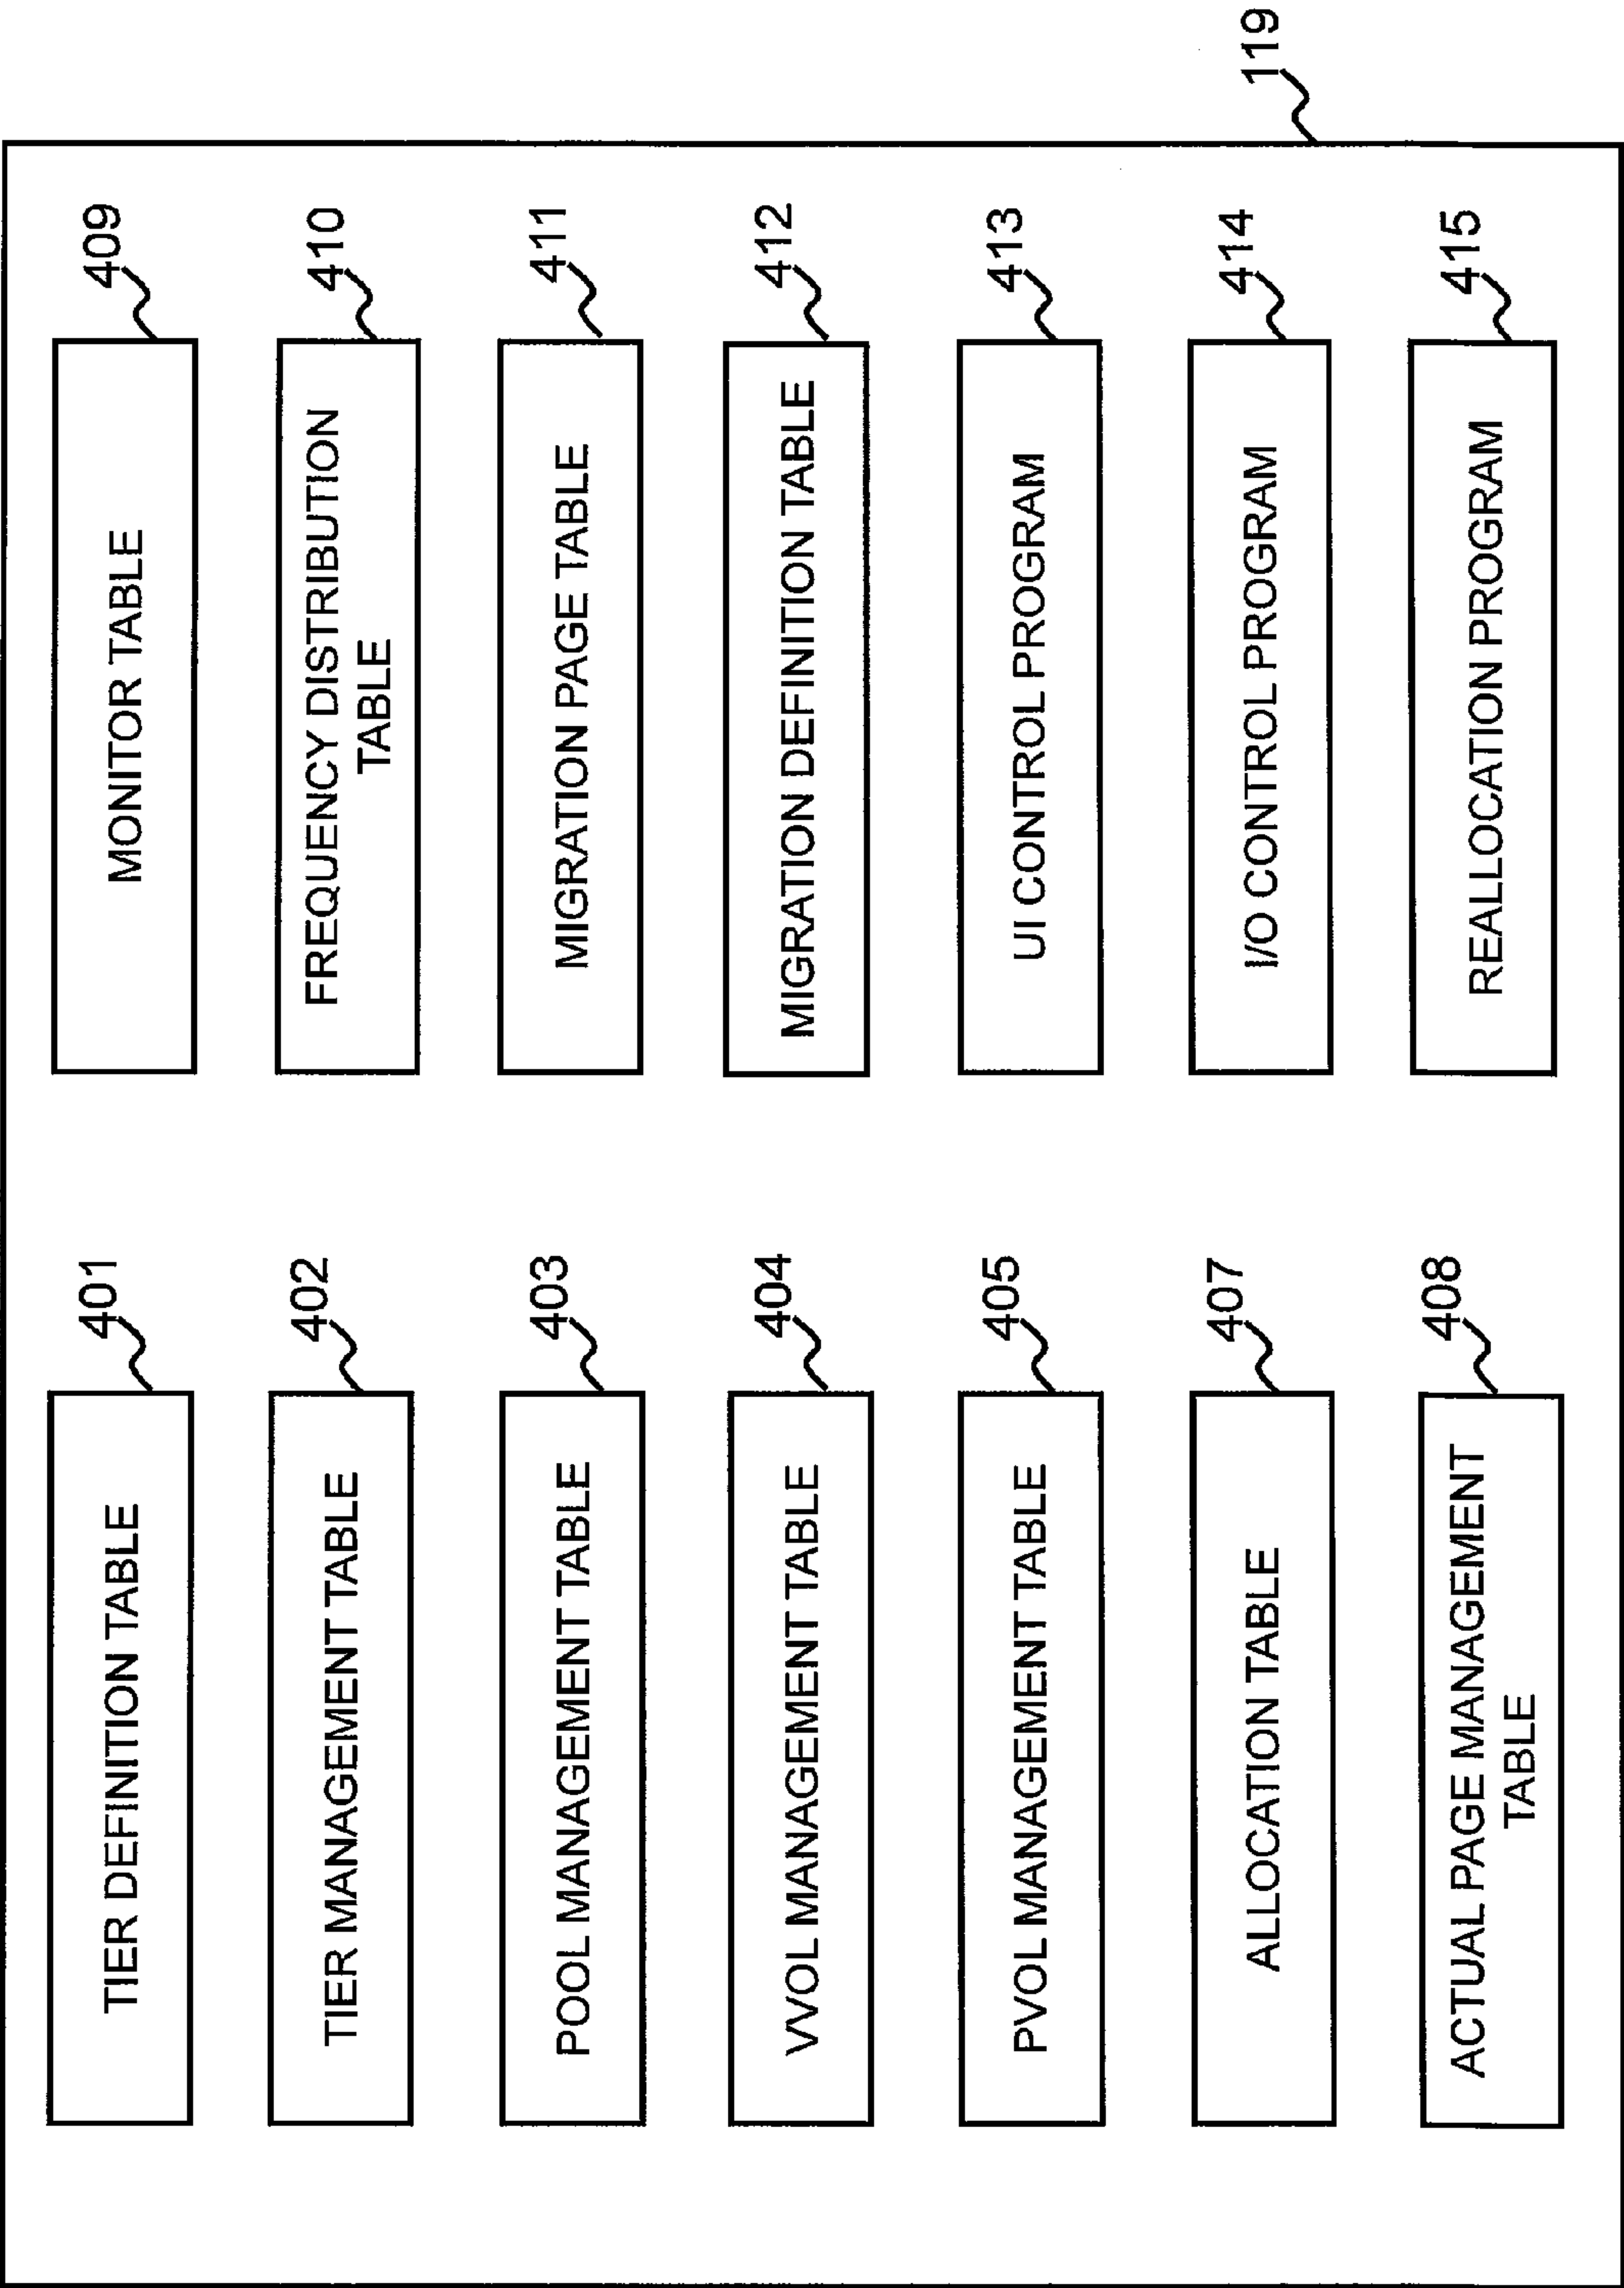 119
TIER DEFINITION TABLE
401
TIER MANAGEMENT TABLE
402
POOL MANAGEMENT TABLE
403
VVOL MANAGEMENT TABLE
404
PVOL MANAGEMENT TABLE
405
ALLOCATION TABLE
407
ACTUAL PAGE MANAGEMENT
TABLE
408
MONITOR TABLE
409
FREQUENCY DISTRIBUTION
TABLE
410
MIGRATION PAGE TABLE
411
MIGRATION DEFINITION TABLE
412
UI CONTROL PROGRAM
413
I/O CONTROL PROGRAM
414
REALLOCATION PROGRAM
415